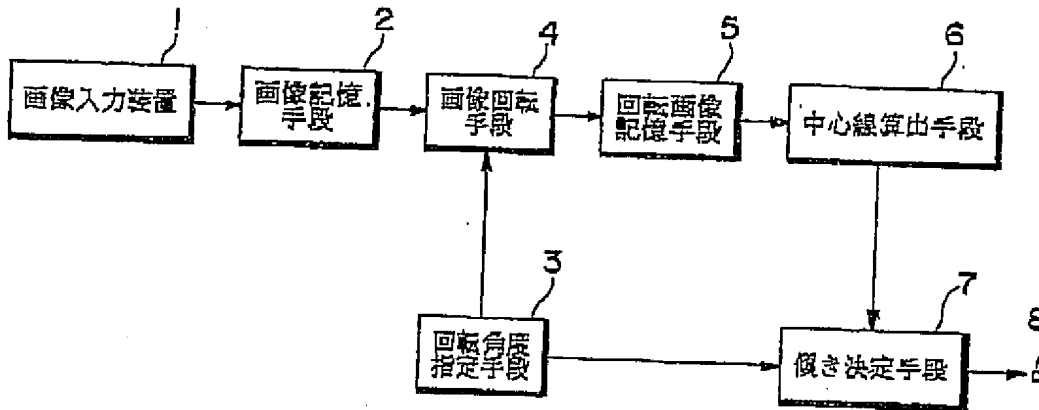 1
2
4
5
6
画像入力装置
画像記憶
手段
画像回転
手段
回転画像
記憶手段
中心線算出手段
3
7
8
回転角度
指定手段
傾き決定手段